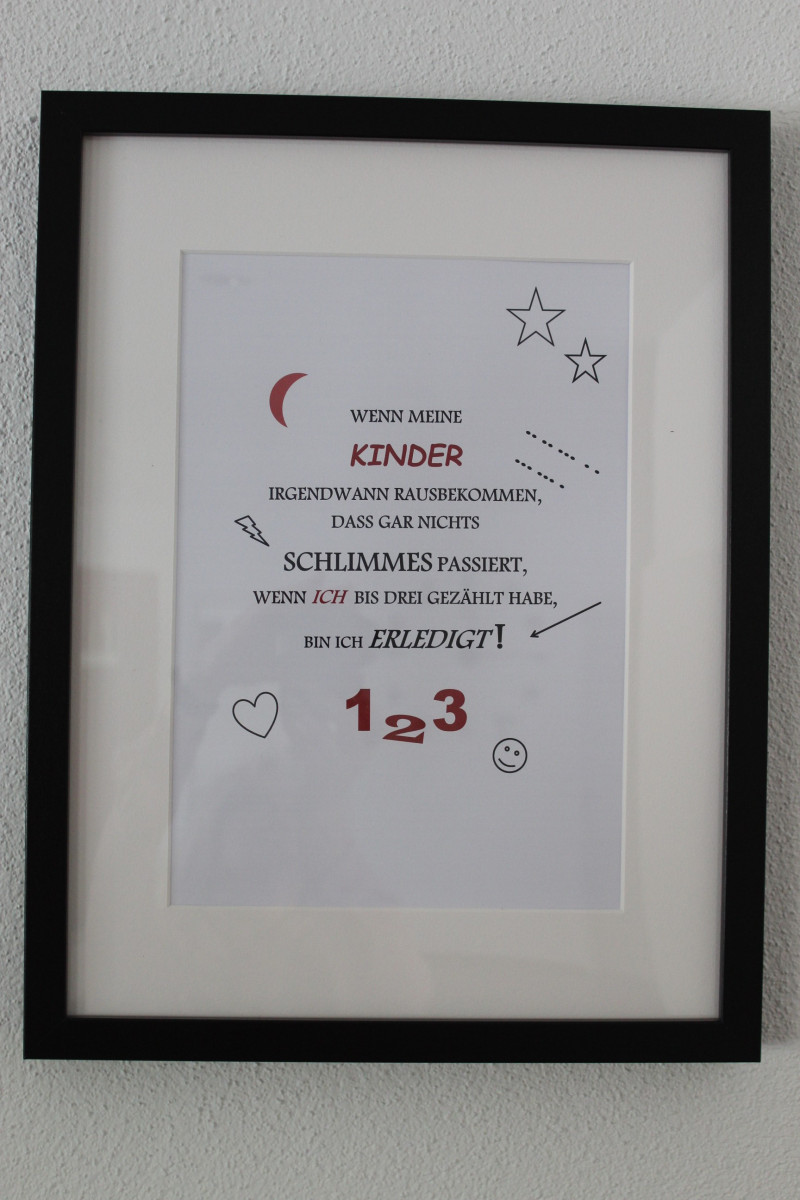 WENN MEINE
KINDER
IRGENDWANN RAUSBEKOMMEN,
DASS GAR NICHTS
SCHLIMMES PASSIERT,
WENN ICH BIS DREI GEZÄHLT HABE,
BIN ICH ERLEDIGT!
123